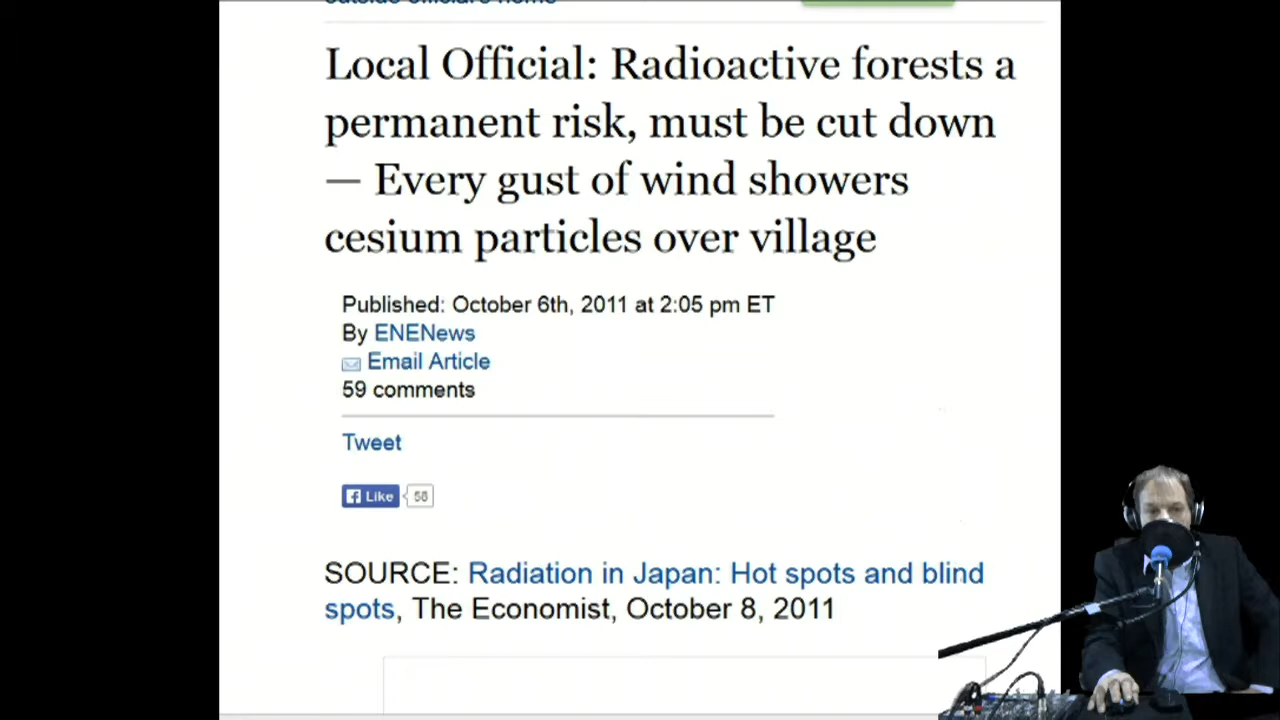 Local Official: Radioactive forests a
permanent risk, must be cut down
— Every gust of wind showers
cesium particles over village
Published: October 6th, 2011 at 2:05 pm ET
By ENENews
Email Article
59 comments
Tweet
Like 58
SOURCE: Radiation in Japan: Hot spots and blind
spots, The Economist, October 8, 2011